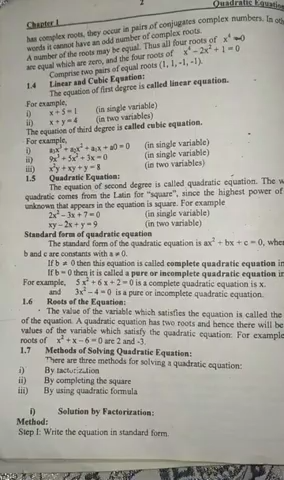 2 Quadratic Equation
Chapter 1
has complex roots, they occur in pairs of conjugates complex numbers. In oth
words it cannot have an odd number of complex roots.
A number of the roots may be equal. Thus all four roots of x⁴ = 0
are equal which are zero, and the four roots of x⁴ – 2x² + 1 = 0
Comprise two pairs of equal roots (1, 1, -1, -1).
1.4 Linear and Cubic Equation:
The equation of first degree is called linear equation.
For example,
i) x + 5 = 1 (in single variable)
ii) x + y = 4 (in two variables)
The equation of third degree is called cubic equation.
For example,
i) a₃x³ + a₂x² + a₁x + a0 = 0 (in single variable)
ii) 9x³ + 5x² + 3x = 0 (in single variable)
iii) x²y + xy + y = 8 (in two variables)
1.5 Quadratic Equation:
The equation of second degree is called quadratic equation. The w
quadratic comes from the Latin for "square", since the highest power of
unknown that appears in the equation is square. For example
2x² – 3x + 7 = 0 (in single variable)
xy – 2x + y = 9 (in two variable)
Standard form of quadratic equation
The standard form of the quadratic equation is ax² + bx + c = 0, wher
b and c are constants with a ≠ 0.
If b ≠ 0 then this equation is called complete quadratic equation in
If b = 0 then it is called a pure or incomplete quadratic equation in
For example, 5 x² + 6 x + 2 = 0 is a complete quadratic equation is x.
and 3x² – 4 = 0 is a pure or incomplete quadratic equation.
1.6 Roots of the Equation:
The value of the variable which satisfies the equation is called the
of the equation. A quadratic equation has two roots and hence there will be
values of the variable which satisfy the quadratic equation. For example
roots of x² + x – 6 = 0 are 2 and -3.
1.7 Methods of Solving Quadratic Equation:
There are three methods for solving a quadratic equation:
i) By factorization
ii) By completing the square
iii) By using quadratic formula
i) Solution by Factorization:
Method:
Step I: Write the equation in standard form.